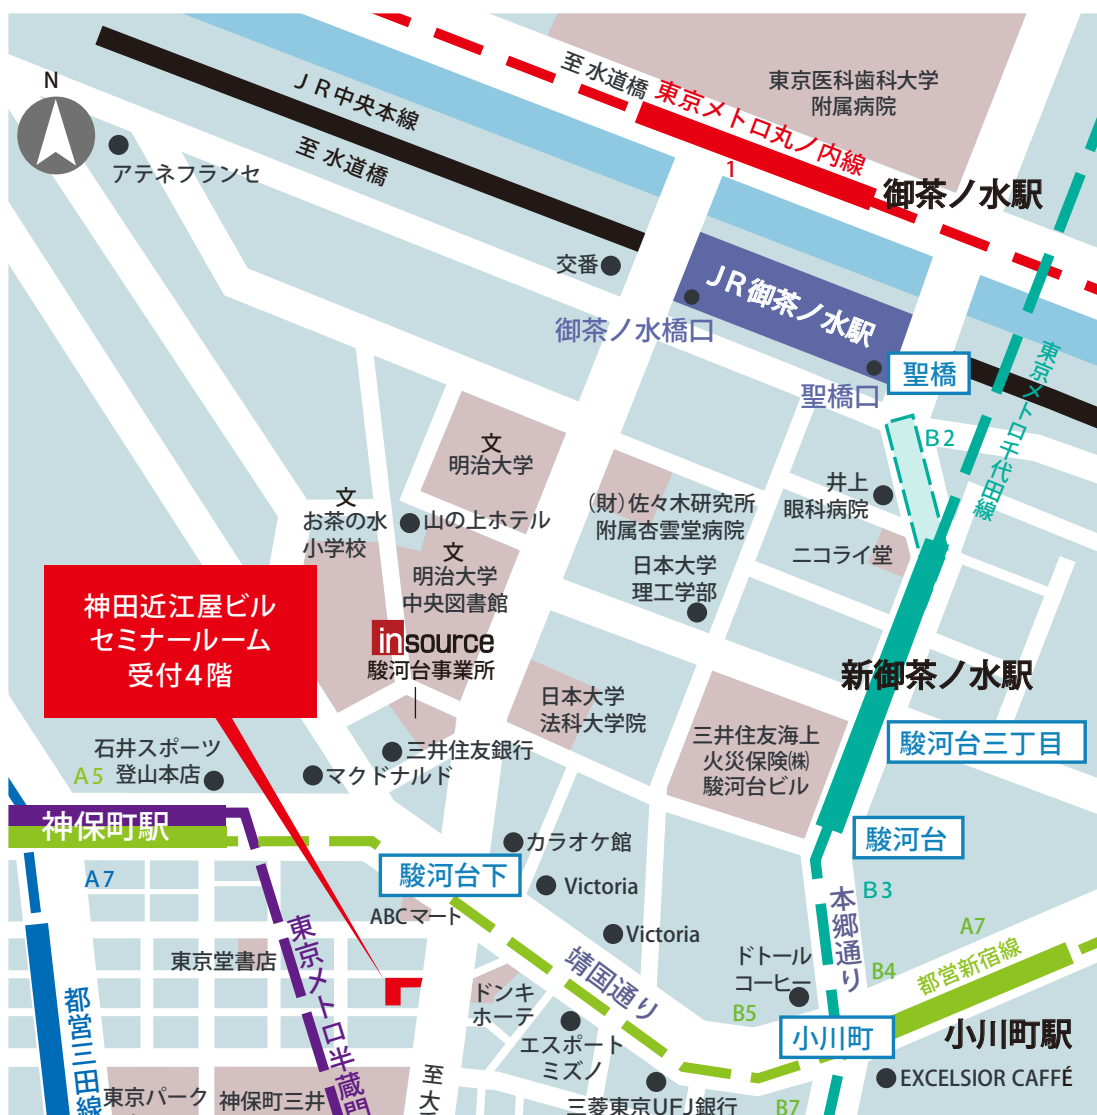 N
至 水道橋
東京メトロ丸ノ内線
東京医科歯科大学
附属病院
JR中央本線
至 水道橋
アテネフランセ
1
御茶ノ水駅
交番
JR御茶ノ水駅
御茶ノ水橋口
聖橋
聖橋口
東京メトロ千代田線
B2
文
明治大学
井上
眼科病院
文
お茶の水
小学校
山の上ホテル
(財)佐々木研究所
附属杏雲堂病院
ニコライ堂
文
明治大学
中央図書館
日本大学
理工学部
神田近江屋ビル
セミナールーム
受付4階
insource
駿河台事業所
新御茶ノ水駅
日本大学
法科大学院
三井住友海上
火災保険㈱
駿河台ビル
駿河台三丁目
石井スポーツ
登山本店
A5
三井住友銀行
マクドナルド
神保町駅
カラオケ館
駿河台
駿河台下
A7
Victoria
B3
ABCマート
本郷通り
Victoria
A7
東京堂書店
東京メトロ半蔵門
靖国通り
ドトール
コーヒー
B4
都営新宿線
都営三田線
ドンキ
ホーテ
B5
小川町
小川町駅
エスポート
ミズノ
至
EXCELSIOR CAFFÉ
東京パーク
神保町三井
三菱東京UFJ銀行
B7